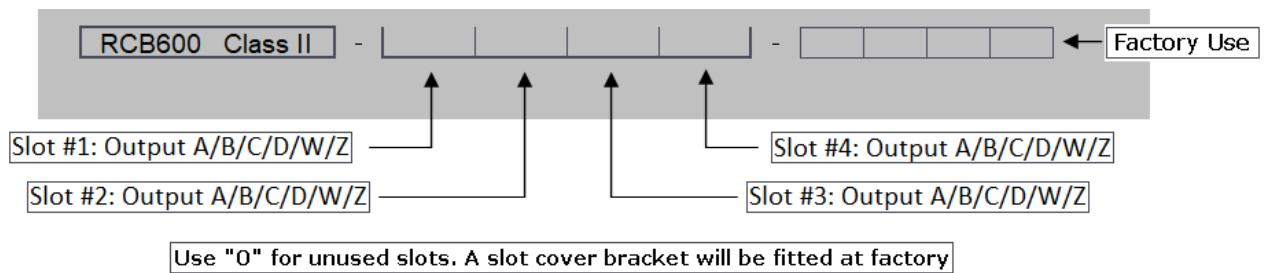 RCB600 Class II - - Factory Use
Slot #1: Output A/B/C/D/W/Z
Slot #4: Output A/B/C/D/W/Z
Slot #2: Output A/B/C/D/W/Z
Slot #3: Output A/B/C/D/W/Z
Use "0" for unused slots. A slot cover bracket will be fitted at factory